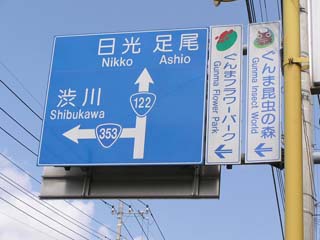 日光 足尾
Nikko Ashio
渋川
Shibukawa
122
353
ぐんまフラワーパーク
Gunma Flower Park
ぐんま昆虫の森
Gunma Insect World